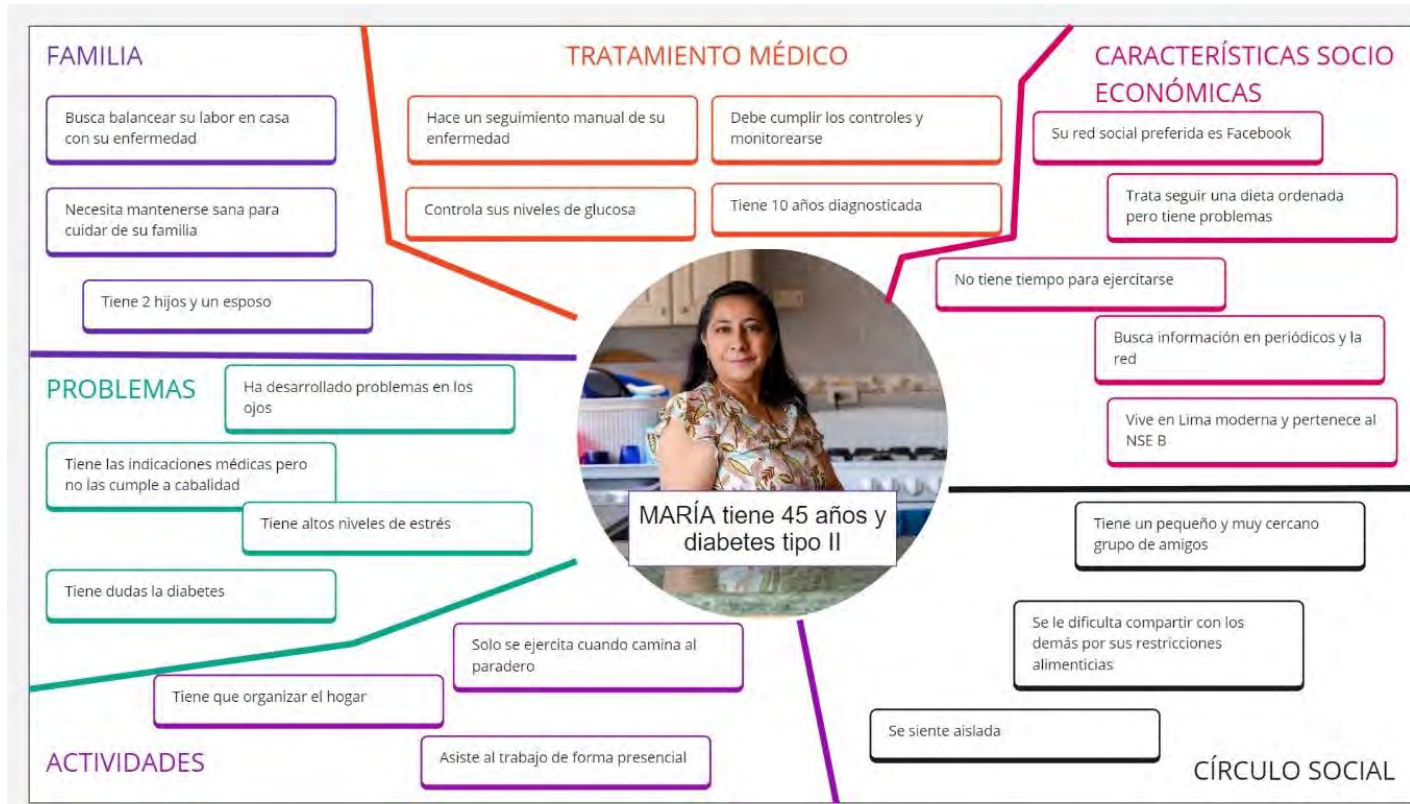 FAMILIA
Busca balancear su labor en casa
con su enfermedad
Necesita mantenerse sana para
cuidar de su familia
Tiene 2 hijos y un esposo
TRATAMIENTO MÉDICO
Hace un seguimiento manual de su
enfermedad
Debe cumplir los controles y
monitorearse
Controla sus niveles de glucosa
Tiene 10 años diagnosticada
CARACTERÍSTICAS SOCIO
ECONÓMICAS
Su red social preferida es Facebook
Trata seguir una dieta ordenada
pero tiene problemas
No tiene tiempo para ejercitarse
Busca información en periódicos y la
red
Vive en Lima moderna y pertenece al
NSE B
PROBLEMAS
Ha desarrollado problemas en los
ojos
Tiene las indicaciones médicas pero
no las cumple a cabalidad
Tiene altos niveles de estrés
Tiene dudas la diabetes
MARÍA tiene 45 años y
diabetes tipo II
Tiene un pequeño y muy cercano
grupo de amigos
Se le dificulta compartir con los
demás por sus restricciones
alimenticias
Se siente aislada
CÍRCULO SOCIAL
Solo se ejercita cuando camina al
paradero
Tiene que organizar el hogar
Asiste al trabajo de forma presencial
ACTIVIDADES